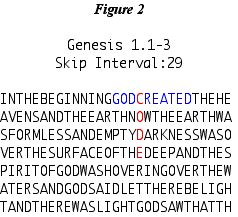 Figure 2
Genesis 1.1-3
Skip Interval:29
INTHEBEGINNINGGODCREATEDTHEHE
AVENSANDTHEEARTHNOWTHEEARTHWA
SFORMLESSANDEMPTYDARKNESSWASO
VERTHESURFACEOFTHEDEEPANDTHES
PIRITOFGODWASHOVERINGOVERTHEW
ATERSANDGODSAIDLETTHEREBELIGH
TANDTHEREWASLIGHTGODSAWTHATTH